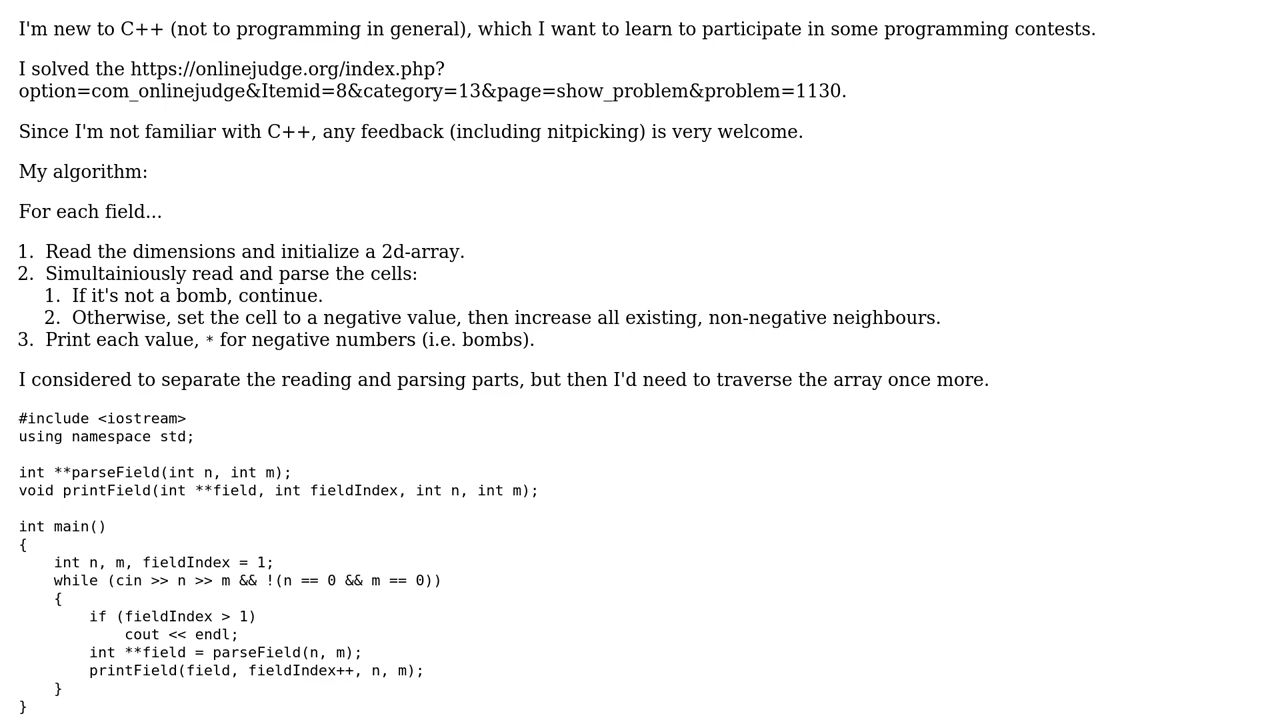 I'm new to C++ (not to programming in general), which I want to learn to participate in some programming contests.
I solved the https://onlinejudge.org/index.php?
option=com_onlinejudge&Itemid=8&category=13&page=show_problem&problem=1130.
Since I'm not familiar with C++, any feedback (including nitpicking) is very welcome.
My algorithm:
For each field...
1. Read the dimensions and initialize a 2d-array.
2. Simultainiously read and parse the cells:
1. If it's not a bomb, continue.
2. Otherwise, set the cell to a negative value, then increase all existing, non-negative neighbours.
3. Print each value, * for negative numbers (i.e. bombs).
I considered to separate the reading and parsing parts, but then I'd need to traverse the array once more.
#include <iostream>
using namespace std;
int **parseField(int n, int m);
void printField(int **field, int fieldIndex, int n, int m);
int main()
{
    int n, m, fieldIndex = 1;
    while (cin >> n >> m && !(n == 0 && m == 0))
    {
        if (fieldIndex > 1)
            cout << endl;
        int **field = parseField(n, m);
        printField(field, fieldIndex++, n, m);
    }
}